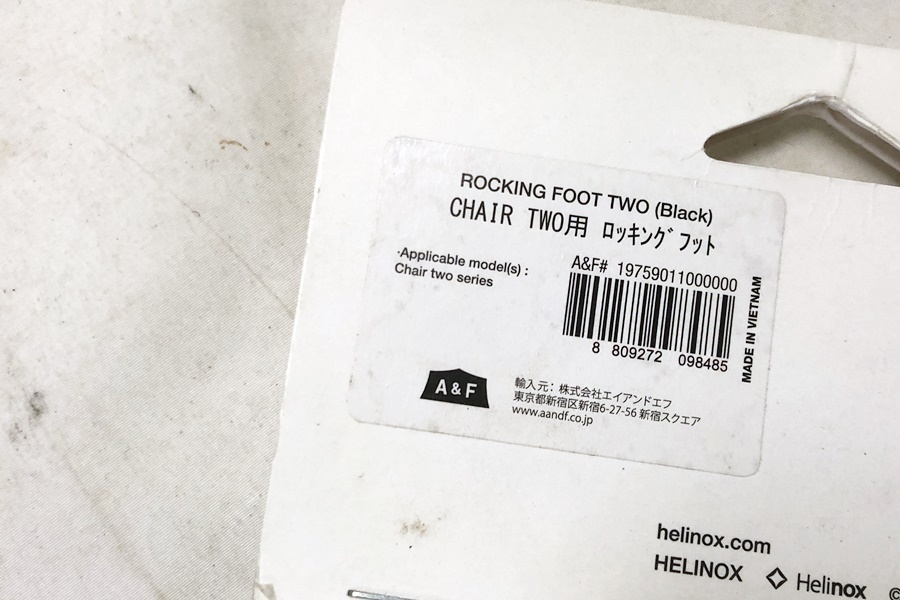 ROCKING FOOT TWO (Black)
CHAIR TWO用 ﾛｯｷﾝｸﾞﾌｯﾄ
·Applicable model(s) :
Chair two series
A&F# 19759011000000
8 809272 098485
MADE IN VIETNAM
A & F
輸入元：株式会社エイアンドエフ
東京都新宿区新宿6-27-56 新宿スクエア
www.aandf.co.jp
helinox.com
HELINOX Helinox ©